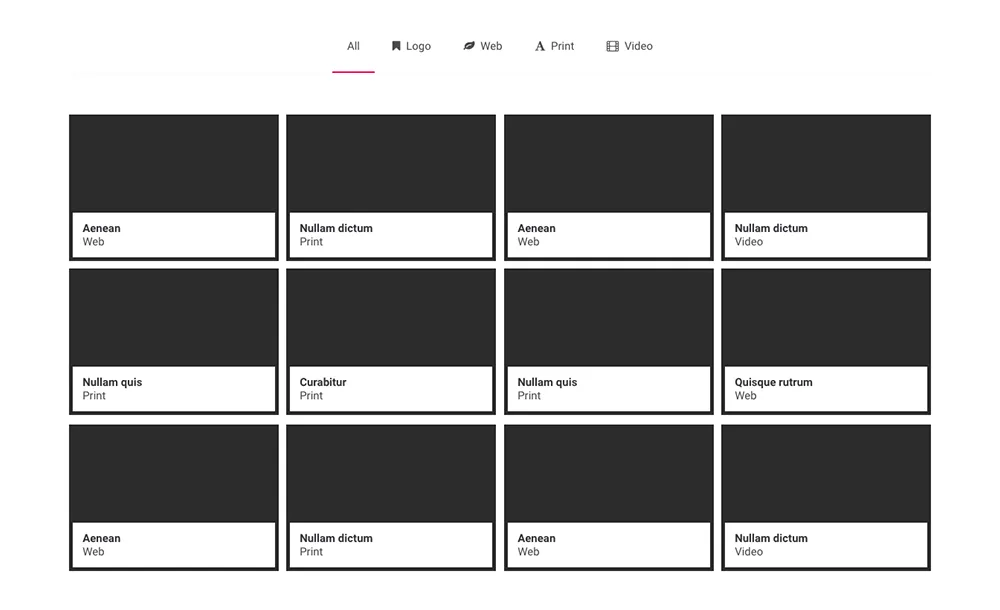 All Logo Web Print Video
Aenean
Web
Nullam dictum
Print
Aenean
Web
Nullam dictum
Video
Nullam quis
Print
Curabitur
Print
Nullam quis
Print
Quisque rutrum
Web
Aenean
Web
Nullam dictum
Print
Aenean
Web
Nullam dictum
Video